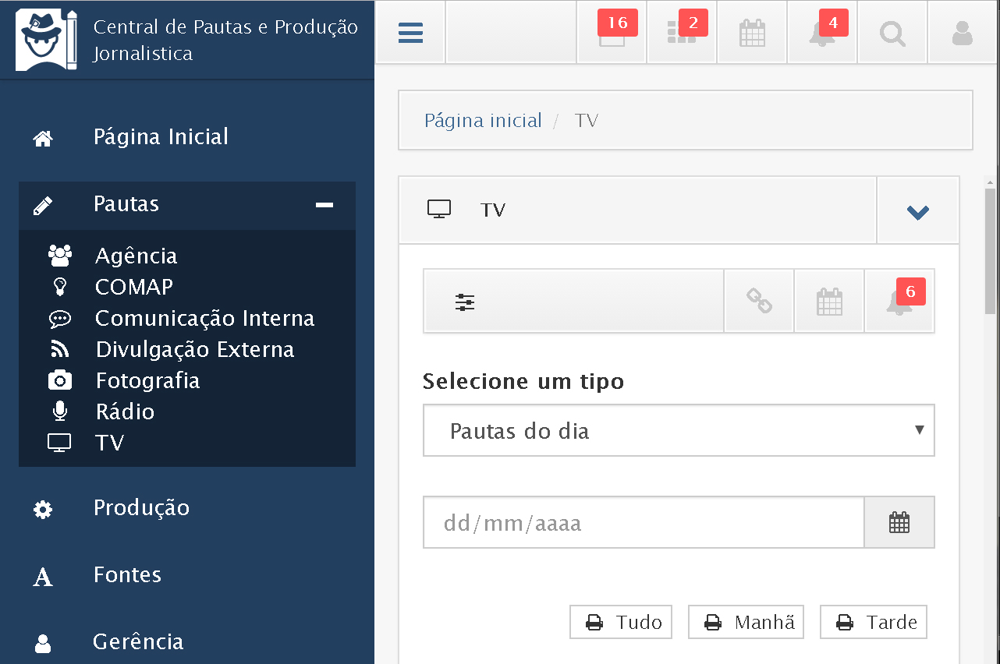 Central de Pautas e Produção
Jornalistica
16
2
4
Página Inicial
Pautas
Agência
COMAP
Comunicação Interna
Divulgação Externa
Fotografia
Rádio
TV
Produção
Fontes
Gerência
Página inicial / TV
TV
6
Selecione um tipo
Pautas do dia
dd/mm/aaaa
Tudo
Manhã
Tarde